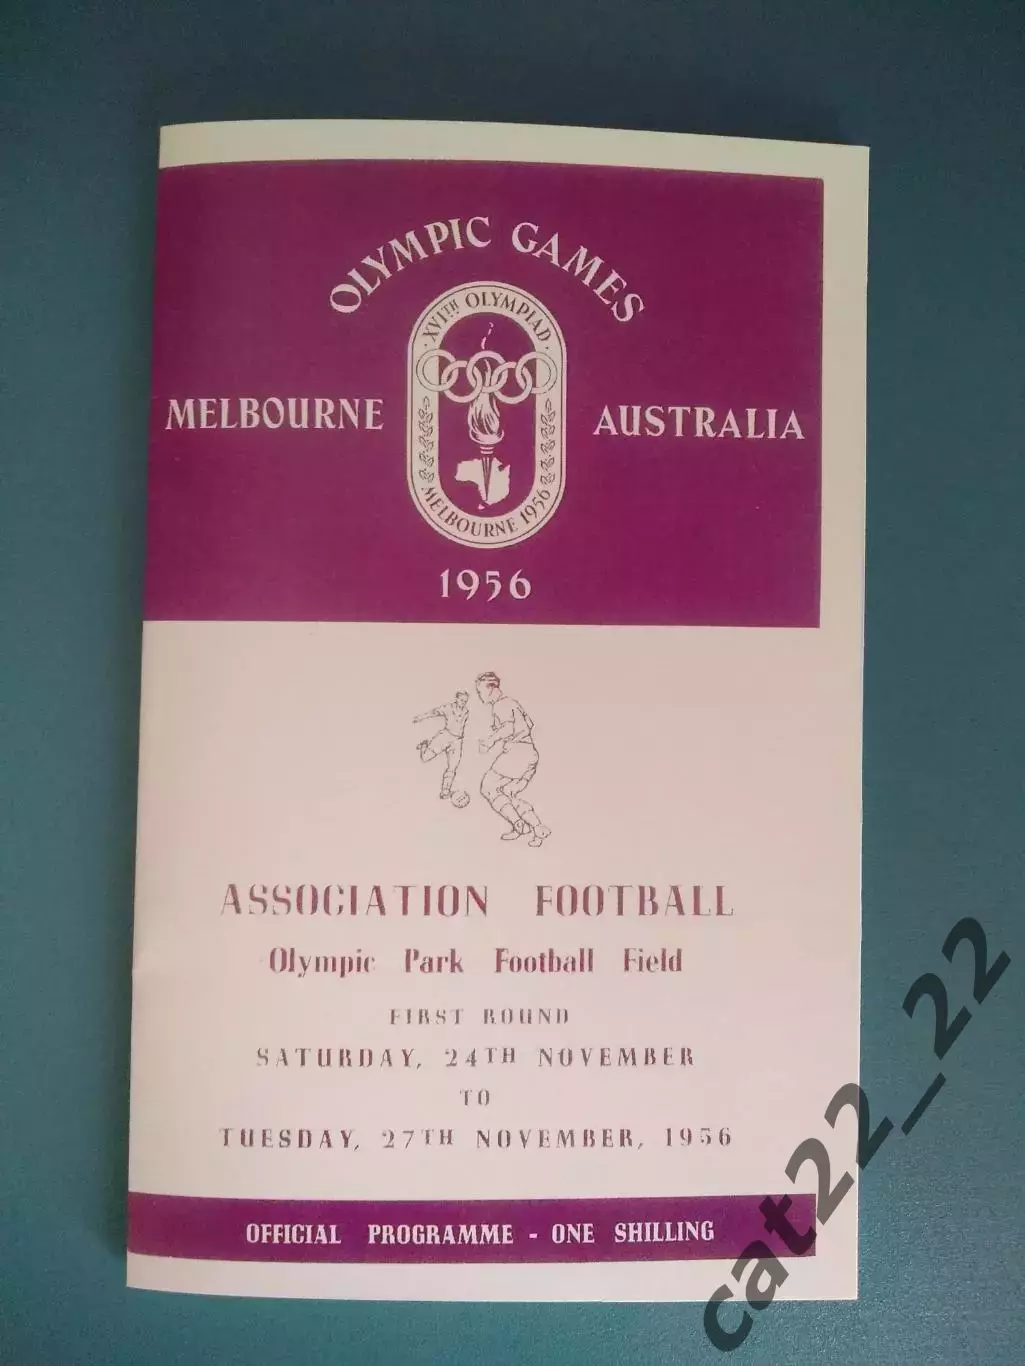 OLYMPIC GAMES
XVITH OLYMPIAD
MELBOURNE
AUSTRALIA
MELBOURNE 1956
1956
ASSOCIATION FOOTBALL
Olympic Park Football Field
FIRST ROUND
SATURDAY, 24TH NOVEMBER
TO
TUESDAY, 27TH NOVEMBER, 1956
OFFICIAL PROGRAMME - ONE SHILLING
cat22_22